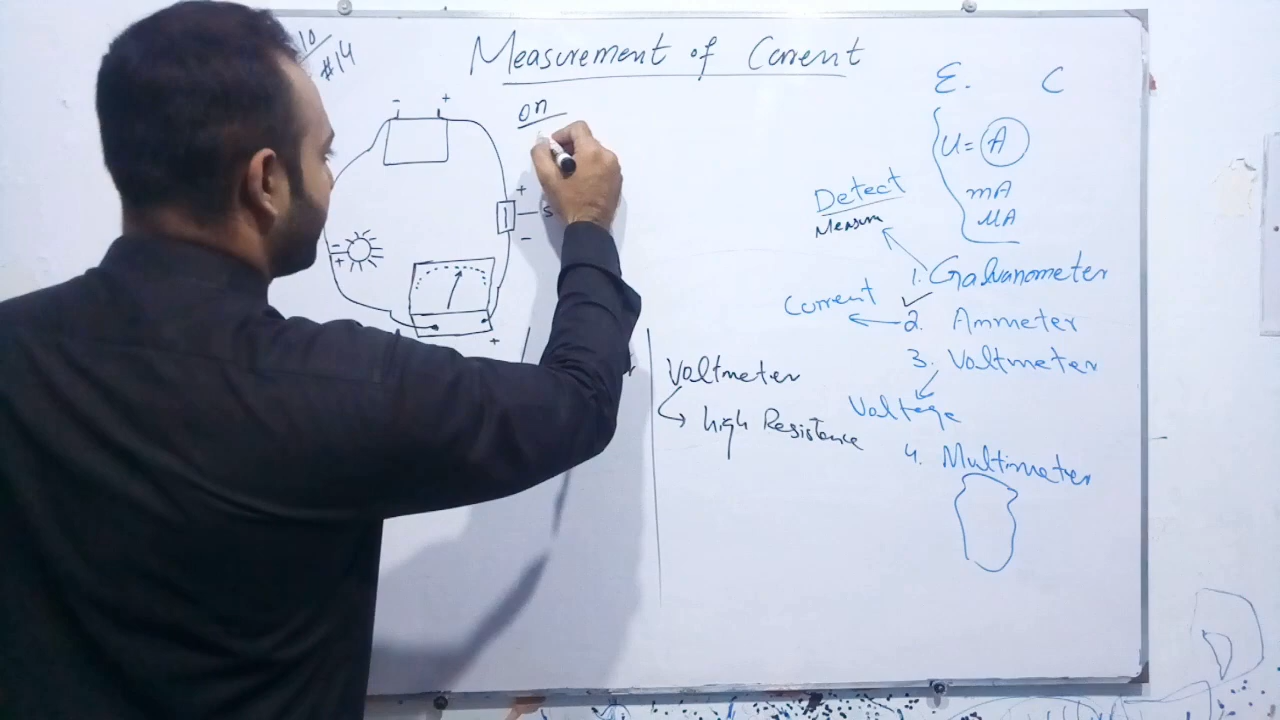 10
#14
Measurement of Current
E. C
on
- +
U = A
mA
μA
Detect
Measure
+
S
-
+
+
1. Galvanometer
Current
2. Ammeter
3. Voltmeter
Voltage
4. Multimeter
Voltmeter
high Resistance